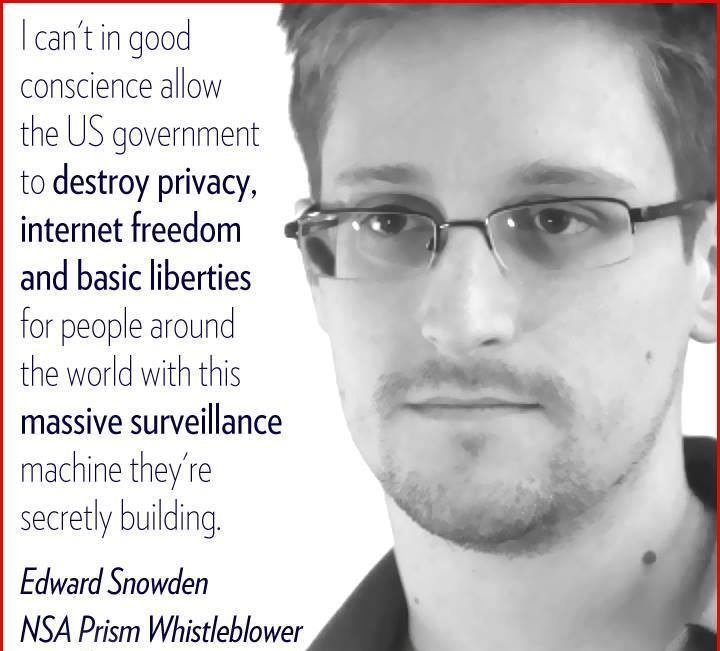 I can't in good
conscience allow
the US government
to destroy privacy,
internet freedom
and basic liberties
for people around
the world with this
massive surveillance
machine they're
secretly building.
Edward Snowden
NSA Prism Whistleblower